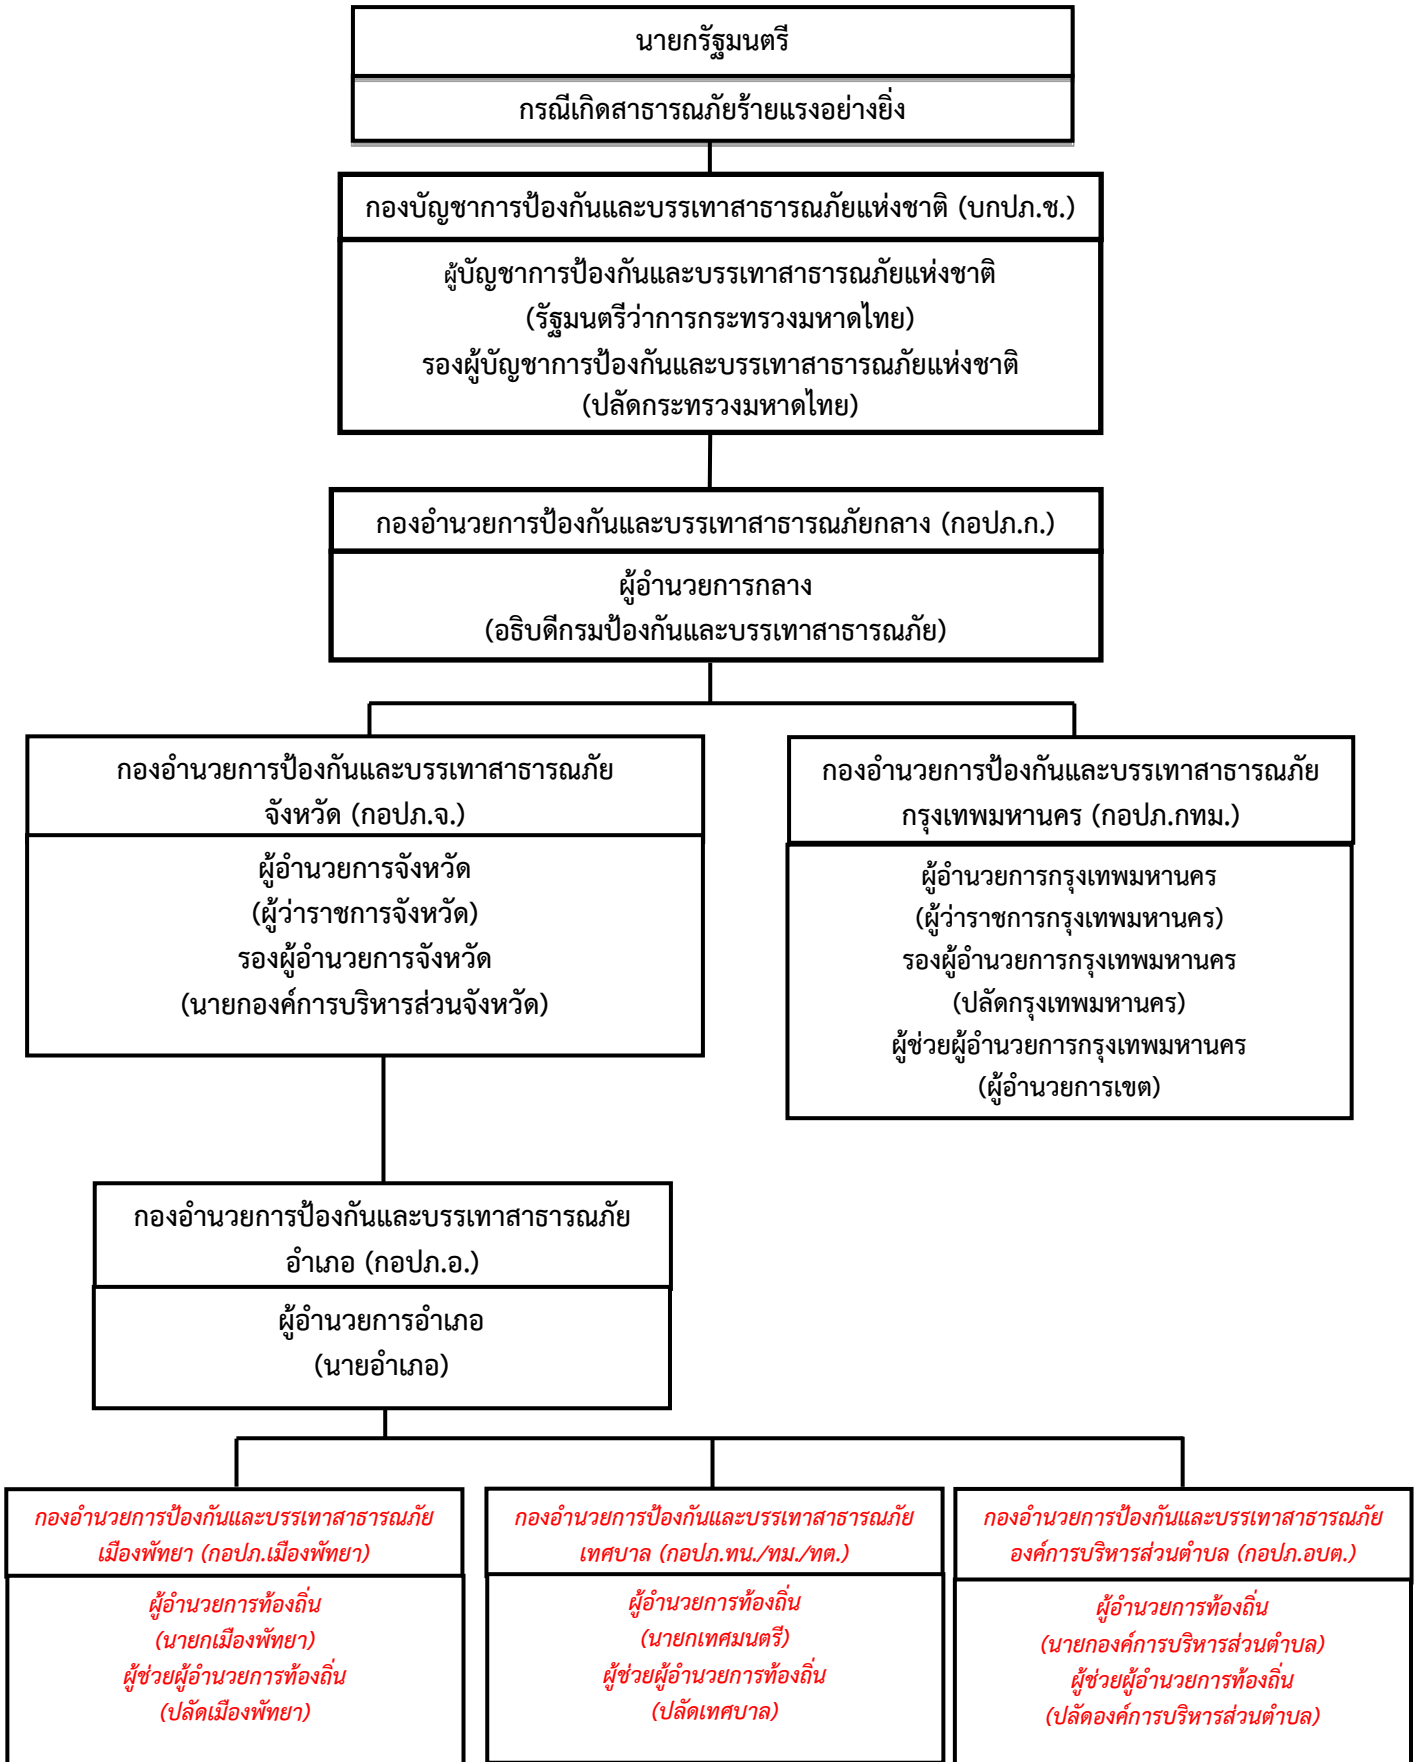 นายกรัฐมนตรี
กรณีเกิดสาธารณภัยร้ายแรงอย่างยิ่ง
กองบัญชาการป้องกันและบรรเทาสาธารณภัยแห่งชาติ (บกปภ.ช.)
ผู้บัญชาการป้องกันและบรรเทาสาธารณภัยแห่งชาติ
(รัฐมนตรีว่าการกระทรวงมหาดไทย)
รองผู้บัญชาการป้องกันและบรรเทาสาธารณภัยแห่งชาติ
(ปลัดกระทรวงมหาดไทย)
กองอำนวยการป้องกันและบรรเทาสาธารณภัยกลาง (กอปภ.ก.)
ผู้อำนวยการกลาง
(อธิบดีกรมป้องกันและบรรเทาสาธารณภัย)
กองอำนวยการป้องกันและบรรเทาสาธารณภัย
จังหวัด (กอปภ.จ.)
ผู้อำนวยการจังหวัด
(ผู้ว่าราชการจังหวัด)
รองผู้อำนวยการจังหวัด
(นายกองค์การบริหารส่วนจังหวัด)
กองอำนวยการป้องกันและบรรเทาสาธารณภัย
กรุงเทพมหานคร (กอปภ.กทม.)
ผู้อำนวยการกรุงเทพมหานคร
(ผู้ว่าราชการกรุงเทพมหานคร)
รองผู้อำนวยการกรุงเทพมหานคร
(ปลัดกรุงเทพมหานคร)
ผู้ช่วยผู้อำนวยการกรุงเทพมหานคร
(ผู้อำนวยการเขต)
กองอำนวยการป้องกันและบรรเทาสาธารณภัย
อำเภอ (กอปภ.อ.)
ผู้อำนวยการอำเภอ
(นายอำเภอ)
กองอำนวยการป้องกันและบรรเทาสาธารณภัย
เมืองพัทยา (กอปภ.เมืองพัทยา)
ผู้อำนวยการท้องถิ่น
(นายกเมืองพัทยา)
ผู้ช่วยผู้อำนวยการท้องถิ่น
(ปลัดเมืองพัทยา)
กองอำนวยการป้องกันและบรรเทาสาธารณภัย
เทศบาล (กอปภ.ทน./ทม./ทต.)
ผู้อำนวยการท้องถิ่น
(นายกเทศมนตรี)
ผู้ช่วยผู้อำนวยการท้องถิ่น
(ปลัดเทศบาล)
กองอำนวยการป้องกันและบรรเทาสาธารณภัย
องค์การบริหารส่วนตำบล (กอปภ.อบต.)
ผู้อำนวยการท้องถิ่น
(นายกองค์การบริหารส่วนตำบล)
ผู้ช่วยผู้อำนวยการท้องถิ่น
(ปลัดองค์การบริหารส่วนตำบล)